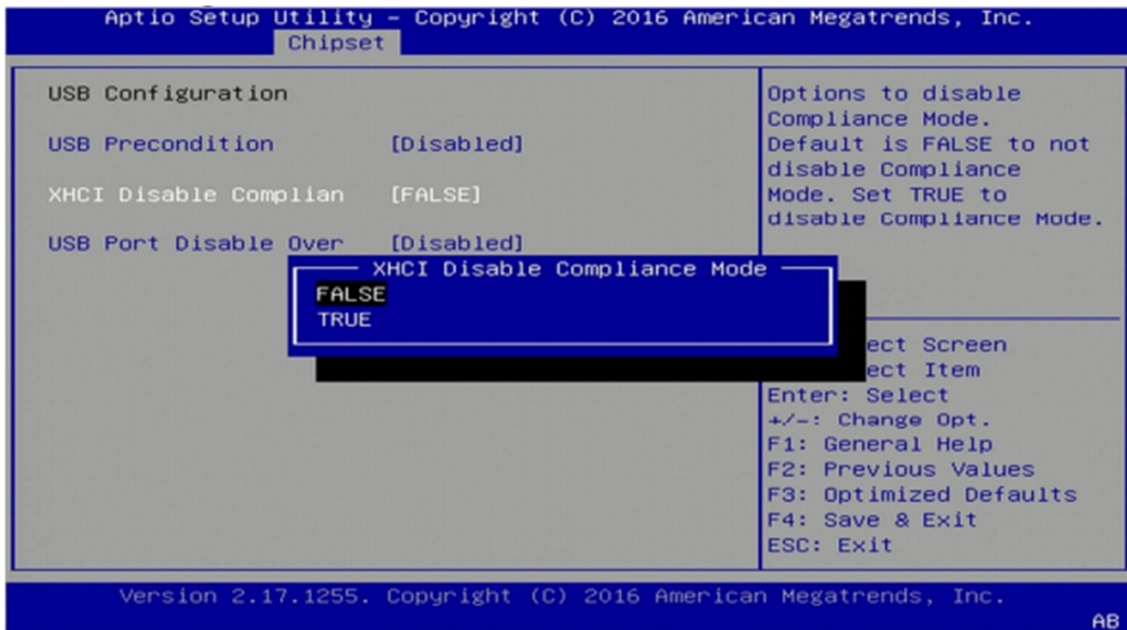 Aptio Setup Utility – Copyright (C) 2016 American Megatrends, Inc.
Chipset
USB Configuration
USB Precondition [Disabled]
XHCI Disable Complian [FALSE]
USB Port Disable Over [Disabled]
XHCI Disable Compliance Mode
FALSE
TRUE
Options to disable
Compliance Mode.
Default is FALSE to not
disable Compliance
Mode. Set TRUE to
disable Compliance Mode.
ect Screen
ect Item
Enter: Select
+/-: Change Opt.
F1: General Help
F2: Previous Values
F3: Optimized Defaults
F4: Save & Exit
ESC: Exit
Version 2.17.1255. Copyright (C) 2016 American Megatrends, Inc.
AB